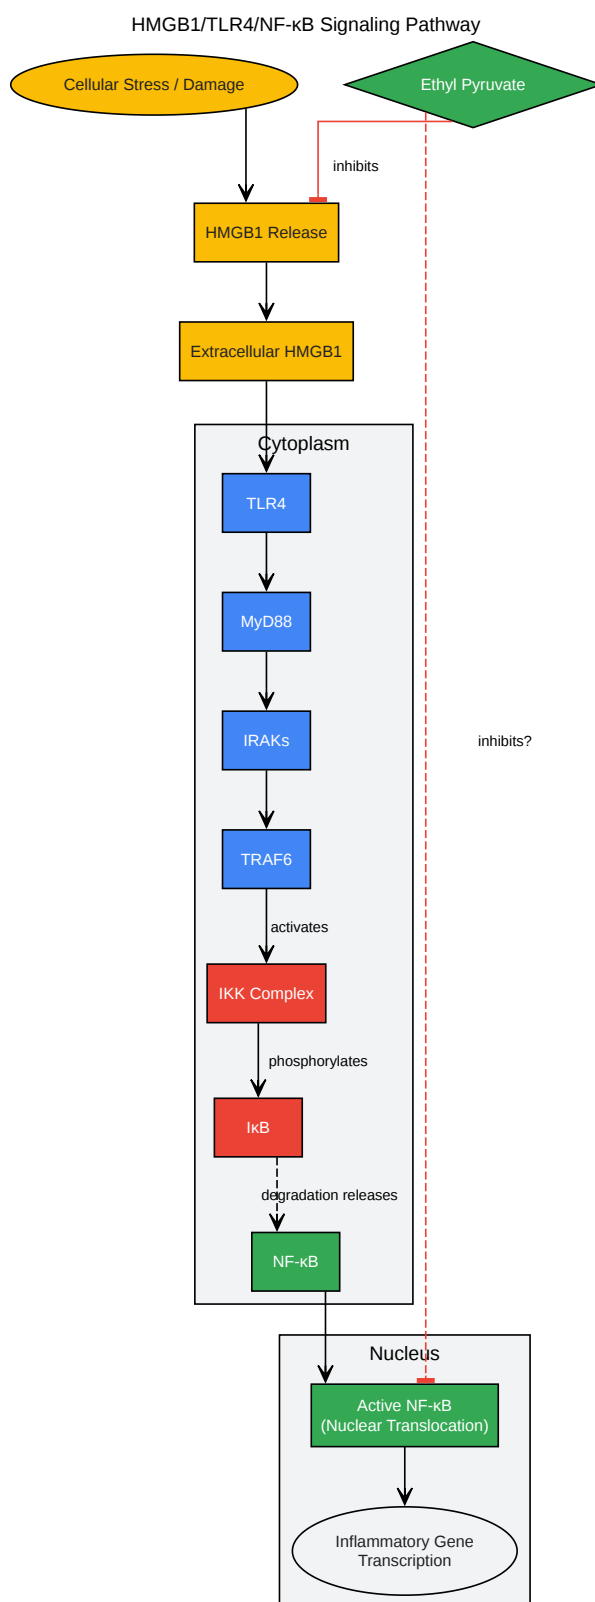 HMGB1/TLR4/NF-κB Signaling Pathway
Cellular Stress / Damage
Ethyl Pyruvate
inhibits
HMGB1 Release
Extracellular HMGB1
Cytoplasm
TLR4
MyD88
IRAKs
inhibits?
TRAF6
activates
IKK Complex
phosphorylates
IκB
degradation releases
NF-κB
Nucleus
Active NF-κB
(Nuclear Translocation)
Inflammatory Gene
Transcription